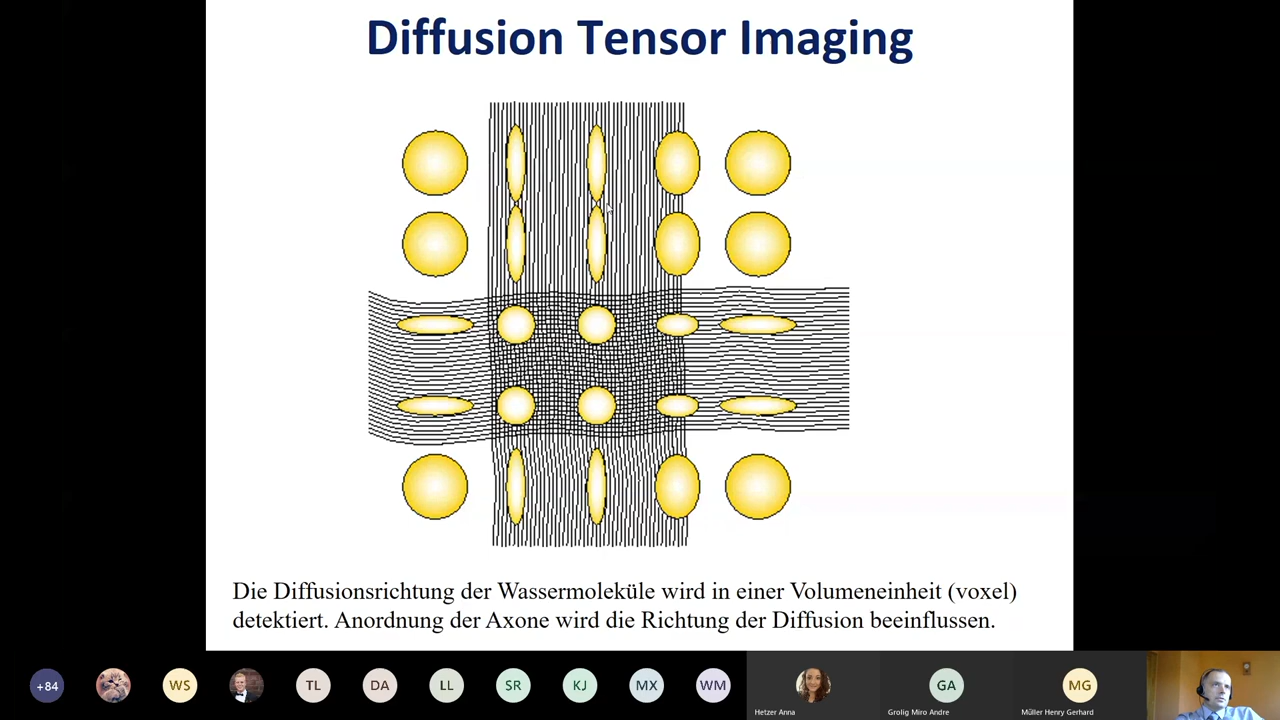 Diffusion Tensor Imaging
Die Diffusionsrichtung der Wassermoleküle wird in einer Volumeneinheit (voxel)
detektiert. Anordnung der Axone wird die Richtung der Diffusion beeinflussen.
+84
WS
TL
DA
LL
SR
KJ
MX
WM
Hetzer Anna
GA
Grolig Miro Andre
MG
Müller Henry Gerhard